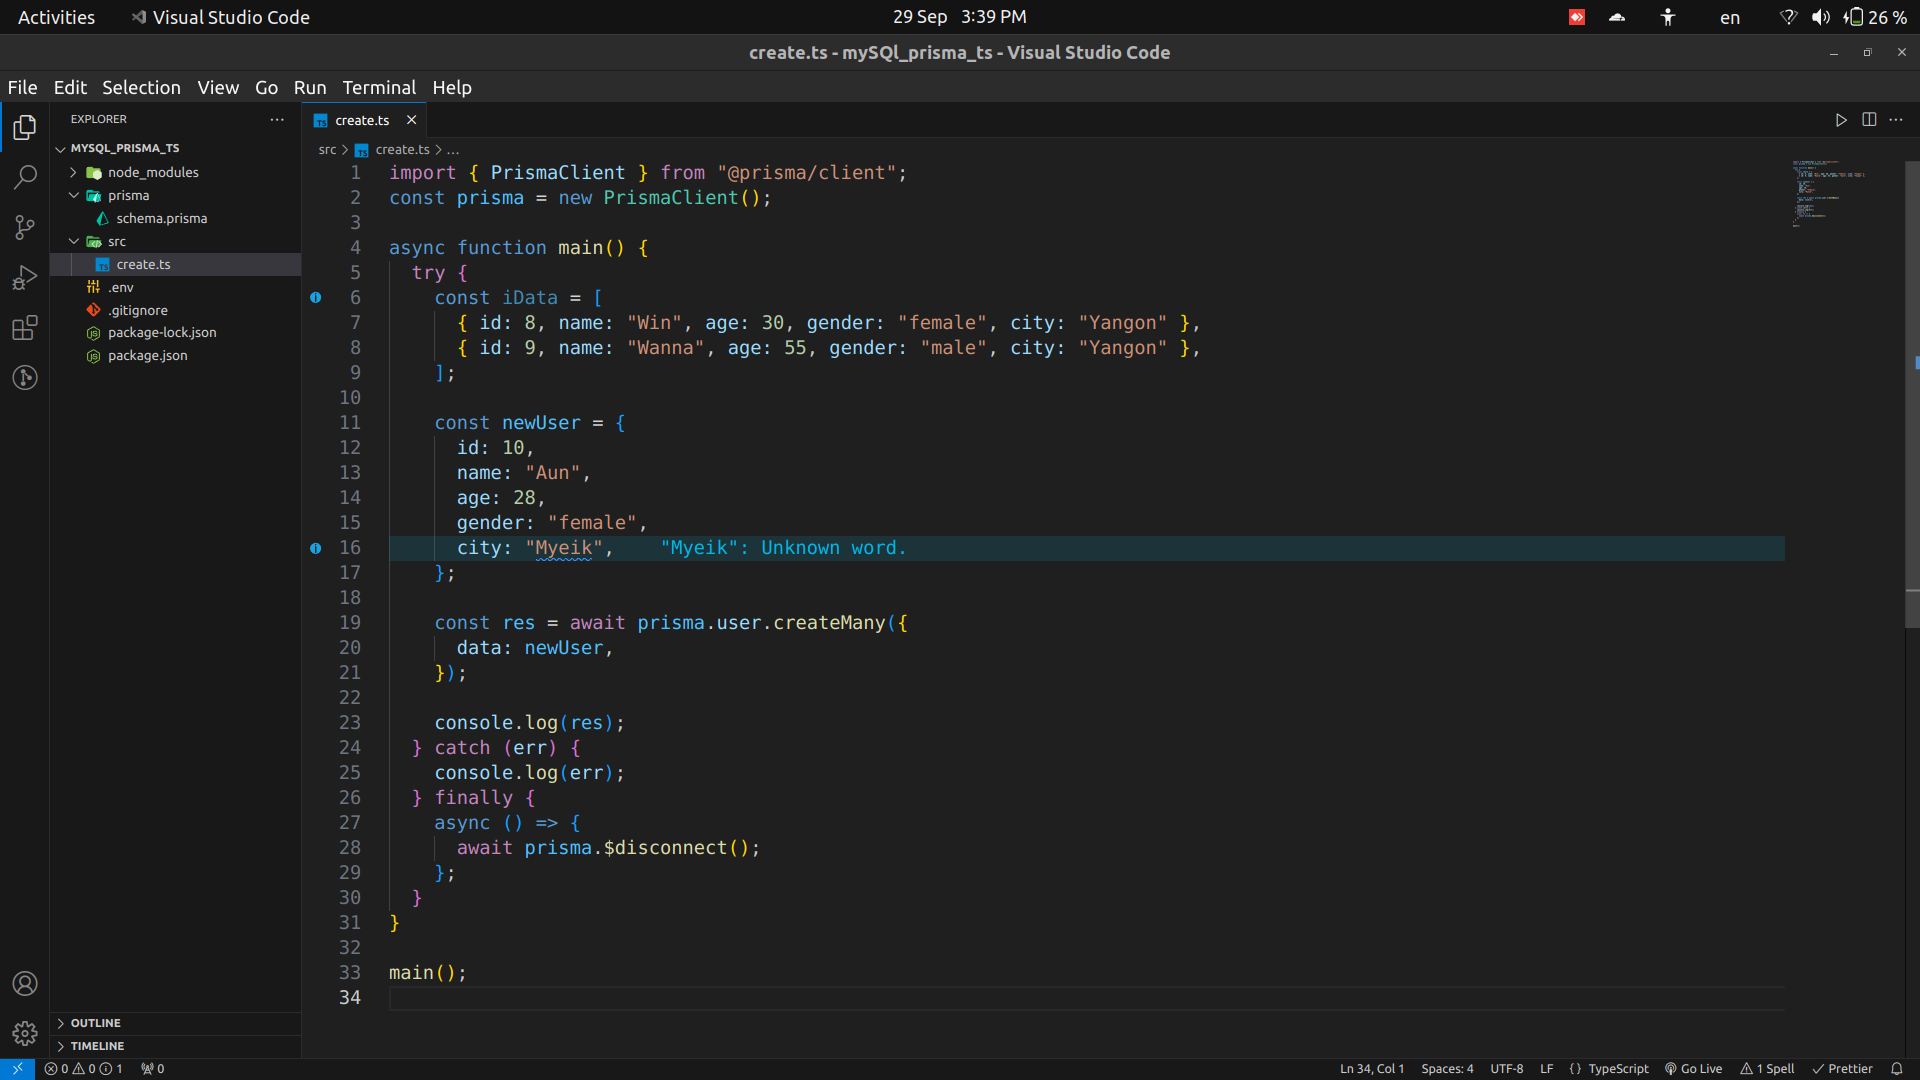 Activities Visual Studio Code 29 Sep 3:39 PM en 26 %
create.ts - mySQl_prisma_ts - Visual Studio Code
File Edit Selection View Go Run Terminal Help
EXPLORER
MYSQL_PRISMA_TS
node_modules
prisma
schema.prisma
src
TS create.ts
.env
.gitignore
package-lock.json
package.json
OUTLINE
TIMELINE
TS create.ts
src > TS create.ts > ...
1 import { PrismaClient } from "@prisma/client";
2 const prisma = new PrismaClient();
3
4 async function main() {
5 try {
6 const iData = [
7 { id: 8, name: "Win", age: 30, gender: "female", city: "Yangon" },
8 { id: 9, name: "Wanna", age: 55, gender: "male", city: "Yangon" },
9 ];
10
11 const newUser = {
12 id: 10,
13 name: "Aun",
14 age: 28,
15 gender: "female",
16 city: "Myeik", "Myeik": Unknown word.
17 };
18
19 const res = await prisma.user.createMany({
20 data: newUser,
21 });
22
23 console.log(res);
24 } catch (err) {
25 console.log(err);
26 } finally {
27 async () => {
28 await prisma.$disconnect();
29 };
30 }
31 }
32
33 main();
34
0 0 1 0 Ln 34, Col 1 Spaces: 4 UTF-8 LF { } TypeScript Go Live 1 Spell Prettier